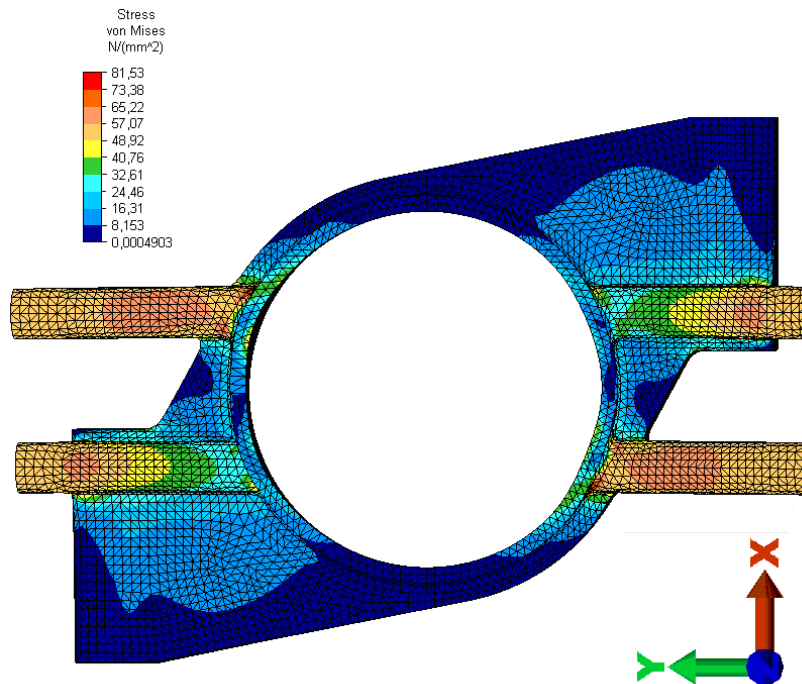 Stress
von Mises
N/(mm^2)
81,53
73,38
65,22
57,07
48,92
40,76
32,61
24,46
16,31
8,153
0,0004903
X
Y